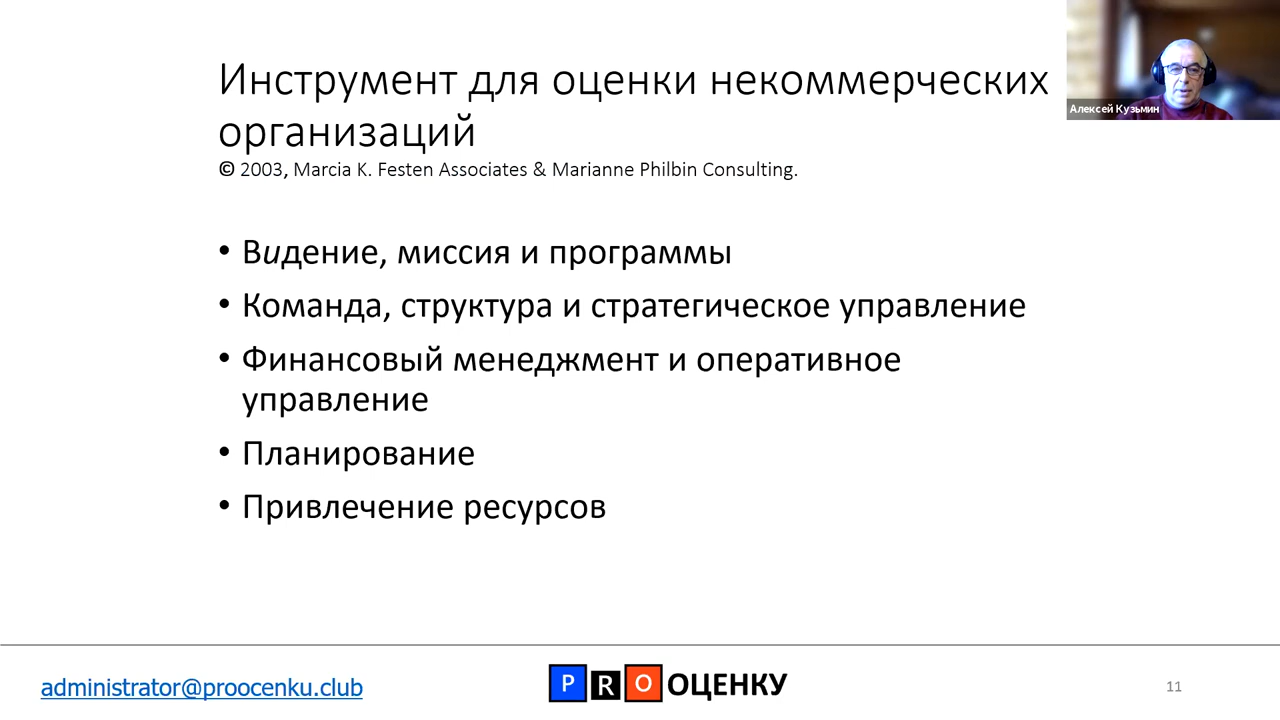 Инструмент для оценки некоммерческих
организаций
© 2003, Marcia K. Festen Associates & Marianne Philbin Consulting.
Алексей Кузьмин
• Видение, миссия и программы
• Команда, структура и стратегическое управление
• Финансовый менеджмент и оперативное
управление
• Планирование
• Привлечение ресурсов
administrator@proocenku.club
PRO ОЦЕНКУ
11